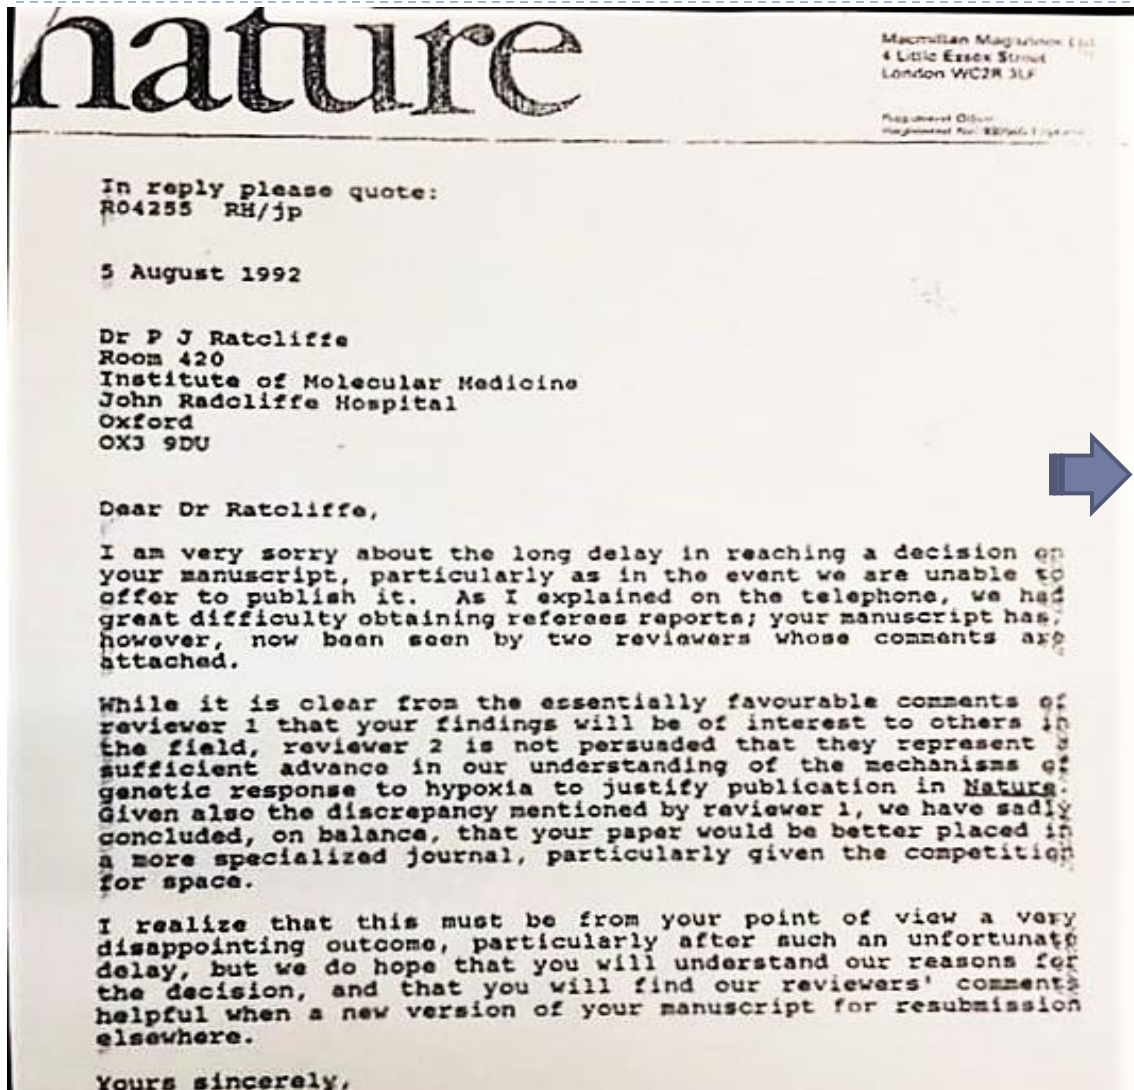 nature
Macmillan Magazines Ltd
4 Little Essex Street
London WC2R 3LF
In reply please quote:
R04255 RH/jp
5 August 1992
Dr P J Ratcliffe
Room 420
Institute of Molecular Medicine
John Radcliffe Hospital
Oxford
OX3 9DU
Dear Dr Ratcliffe,
I am very sorry about the long delay in reaching a decision on
your manuscript, particularly as in the event we are unable to
offer to publish it. As I explained on the telephone, we had
great difficulty obtaining referees reports; your manuscript has,
however, now been seen by two reviewers whose comments are
attached.
While it is clear from the essentially favourable comments of
reviewer 1 that your findings will be of interest to others in
the field, reviewer 2 is not persuaded that they represent a
sufficient advance in our understanding of the mechanisms of
genetic response to hypoxia to justify publication in Nature.
Given also the discrepancy mentioned by reviewer 1, we have sadly
concluded, on balance, that your paper would be better placed in
a more specialized journal, particularly given the competition
for space.
I realize that this must be from your point of view a very
disappointing outcome, particularly after such an unfortunate
delay, but we do hope that you will understand our reasons for
the decision, and that you will find our reviewers' comments
helpful when a new version of your manuscript for resubmission
elsewhere.
Yours sincerely,